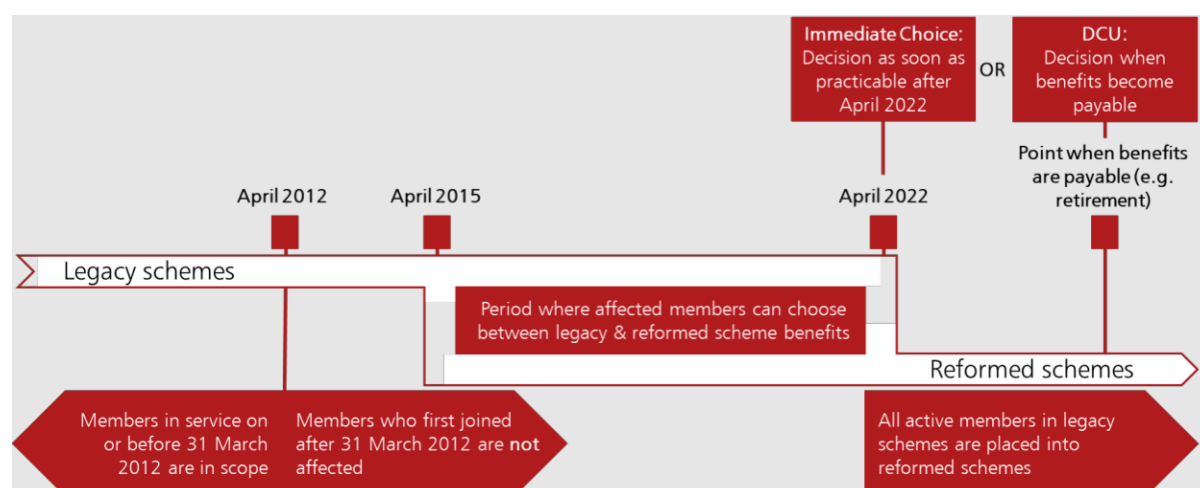 Immediate Choice:
Decision as soon as
practicable after
April 2022
OR
DCU:
Decision when
benefits become
payable
Point when benefits
are payable (e.g.
retirement)
April 2012
April 2015
April 2022
Legacy schemes
Period where affected members can choose
between legacy & reformed scheme benefits
Reformed schemes
Members in service on
or before 31 March
2012 are in scope
Members who first joined
after 31 March 2012 are not
affected
All active members in legacy
schemes are placed into
reformed schemes